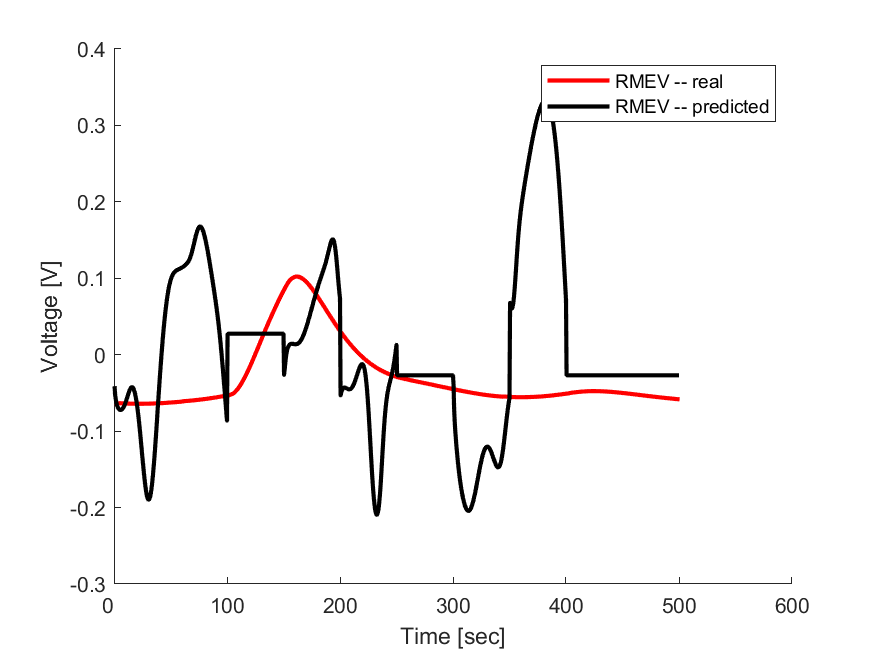 0.4
0.3
0.2
0.1
0
-0.1
-0.2
-0.3
0 100 200 300 400 500 600
Voltage [V]
Time [sec]
RMEV -- real
RMEV -- predicted